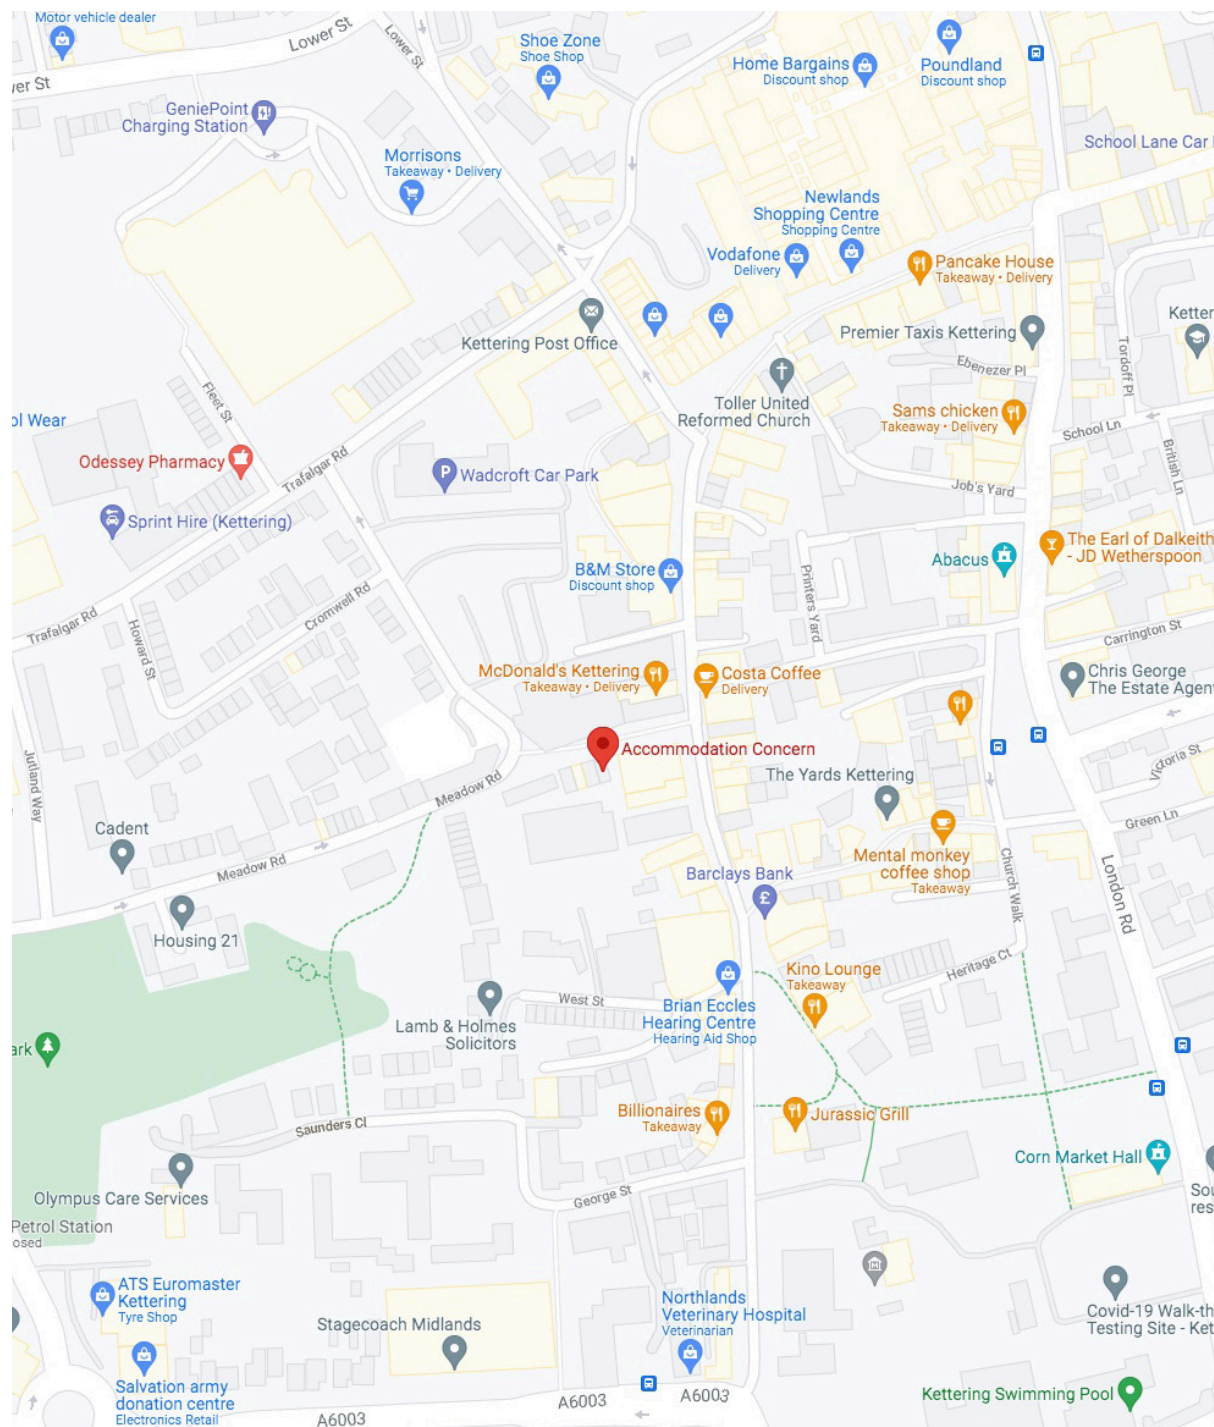 Motor vehicle dealer
Lower St
Lower St
Shoe Zone
Shoe Shop
Home Bargains
Discount shop
Poundland
Discount shop
ver St
GeniePoint
Charging Station
School Lane Car
Morrisons
Takeaway • Delivery
Newlands
Shopping Centre
Shopping Centre
Vodafone
Delivery
Pancake House
Takeaway • Delivery
Kettering Post Office
Premier Taxis Kettering
Ketter
Tordoff Pl
Ebenezer Pl
Fleet St
Toller United
Reformed Church
Sams chicken
Takeaway • Delivery
ol Wear
School Ln
British Ln
Odessey Pharmacy
Trafalgar Rd
P
Wadcroft Car Park
Job's Yard
Sprint Hire (Kettering)
The Earl of Dalkeith
- JD Wetherspoon
Abacus
B&M Store
Discount shop
Printers Yard
Cromwell Rd
Trafalgar Rd
Howard St
Carrington St
McDonald's Kettering
Takeaway • Delivery
Costa Coffee
Delivery
Chris George
The Estate Agen
Accommodation Concern
Jutland Way
Meadow Rd
The Yards Kettering
Victoria St
Green Ln
Cadent
Meadow Rd
Mental monkey
coffee shop
Takeaway
Church Walk
London Rd
Barclays Bank
£
Housing 21
Kino Lounge
Takeaway
Heritage Ct
West St
Brian Eccles
Hearing Centre
Hearing Aid Shop
Lamb & Holmes
Solicitors
ark
Billionaires
Takeaway
Jurassic Grill
Saunders Cl
Corn Market Hall
Olympus Care Services
George St
Sou
res
Petrol Station
osed
ATS Euromaster
Kettering
Tyre Shop
Northlands
Veterinary Hospital
Veterinarian
Stagecoach Midlands
Covid-19 Walk-th
Testing Site - Ket
Salvation army
donation centre
Electronics Retail
A6003
A6003
A6003
Kettering Swimming Pool